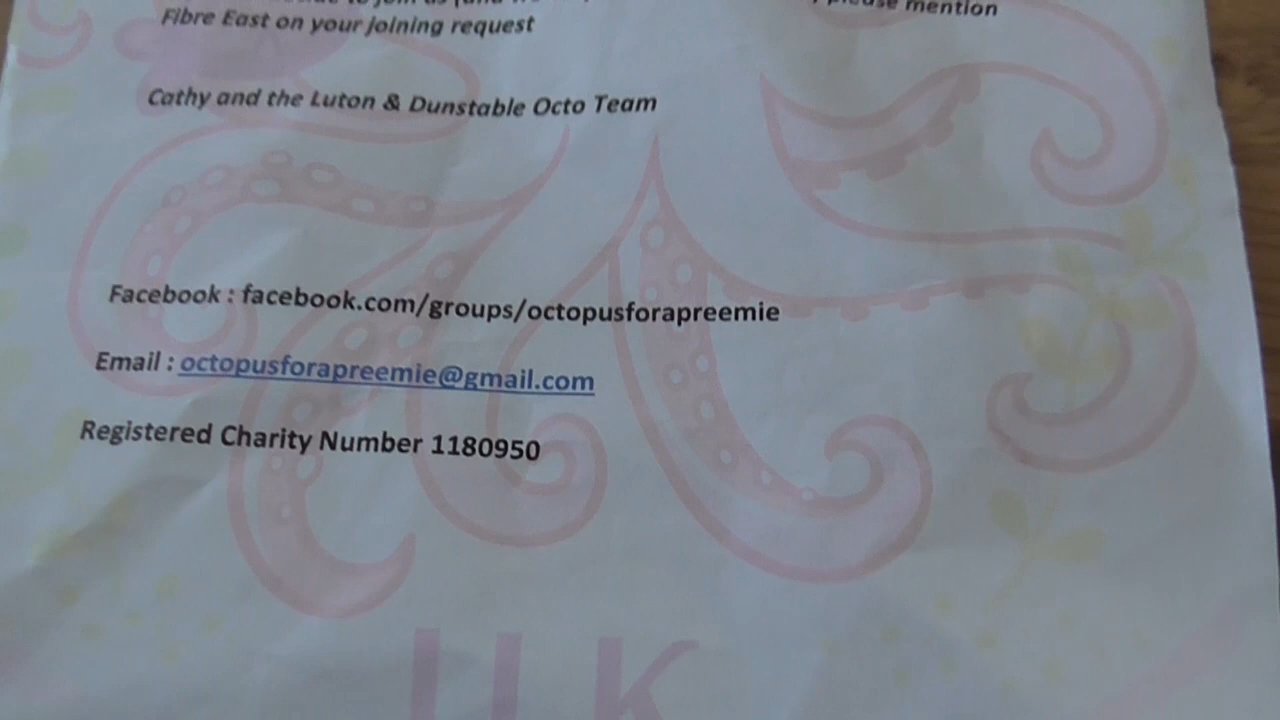 please mention
Fibre East on your joining request
Cathy and the Luton & Dunstable Octo Team
Facebook : facebook.com/groups/octopusforapreemie
Email : octopusforapreemie@gmail.com
Registered Charity Number 1180950
UK